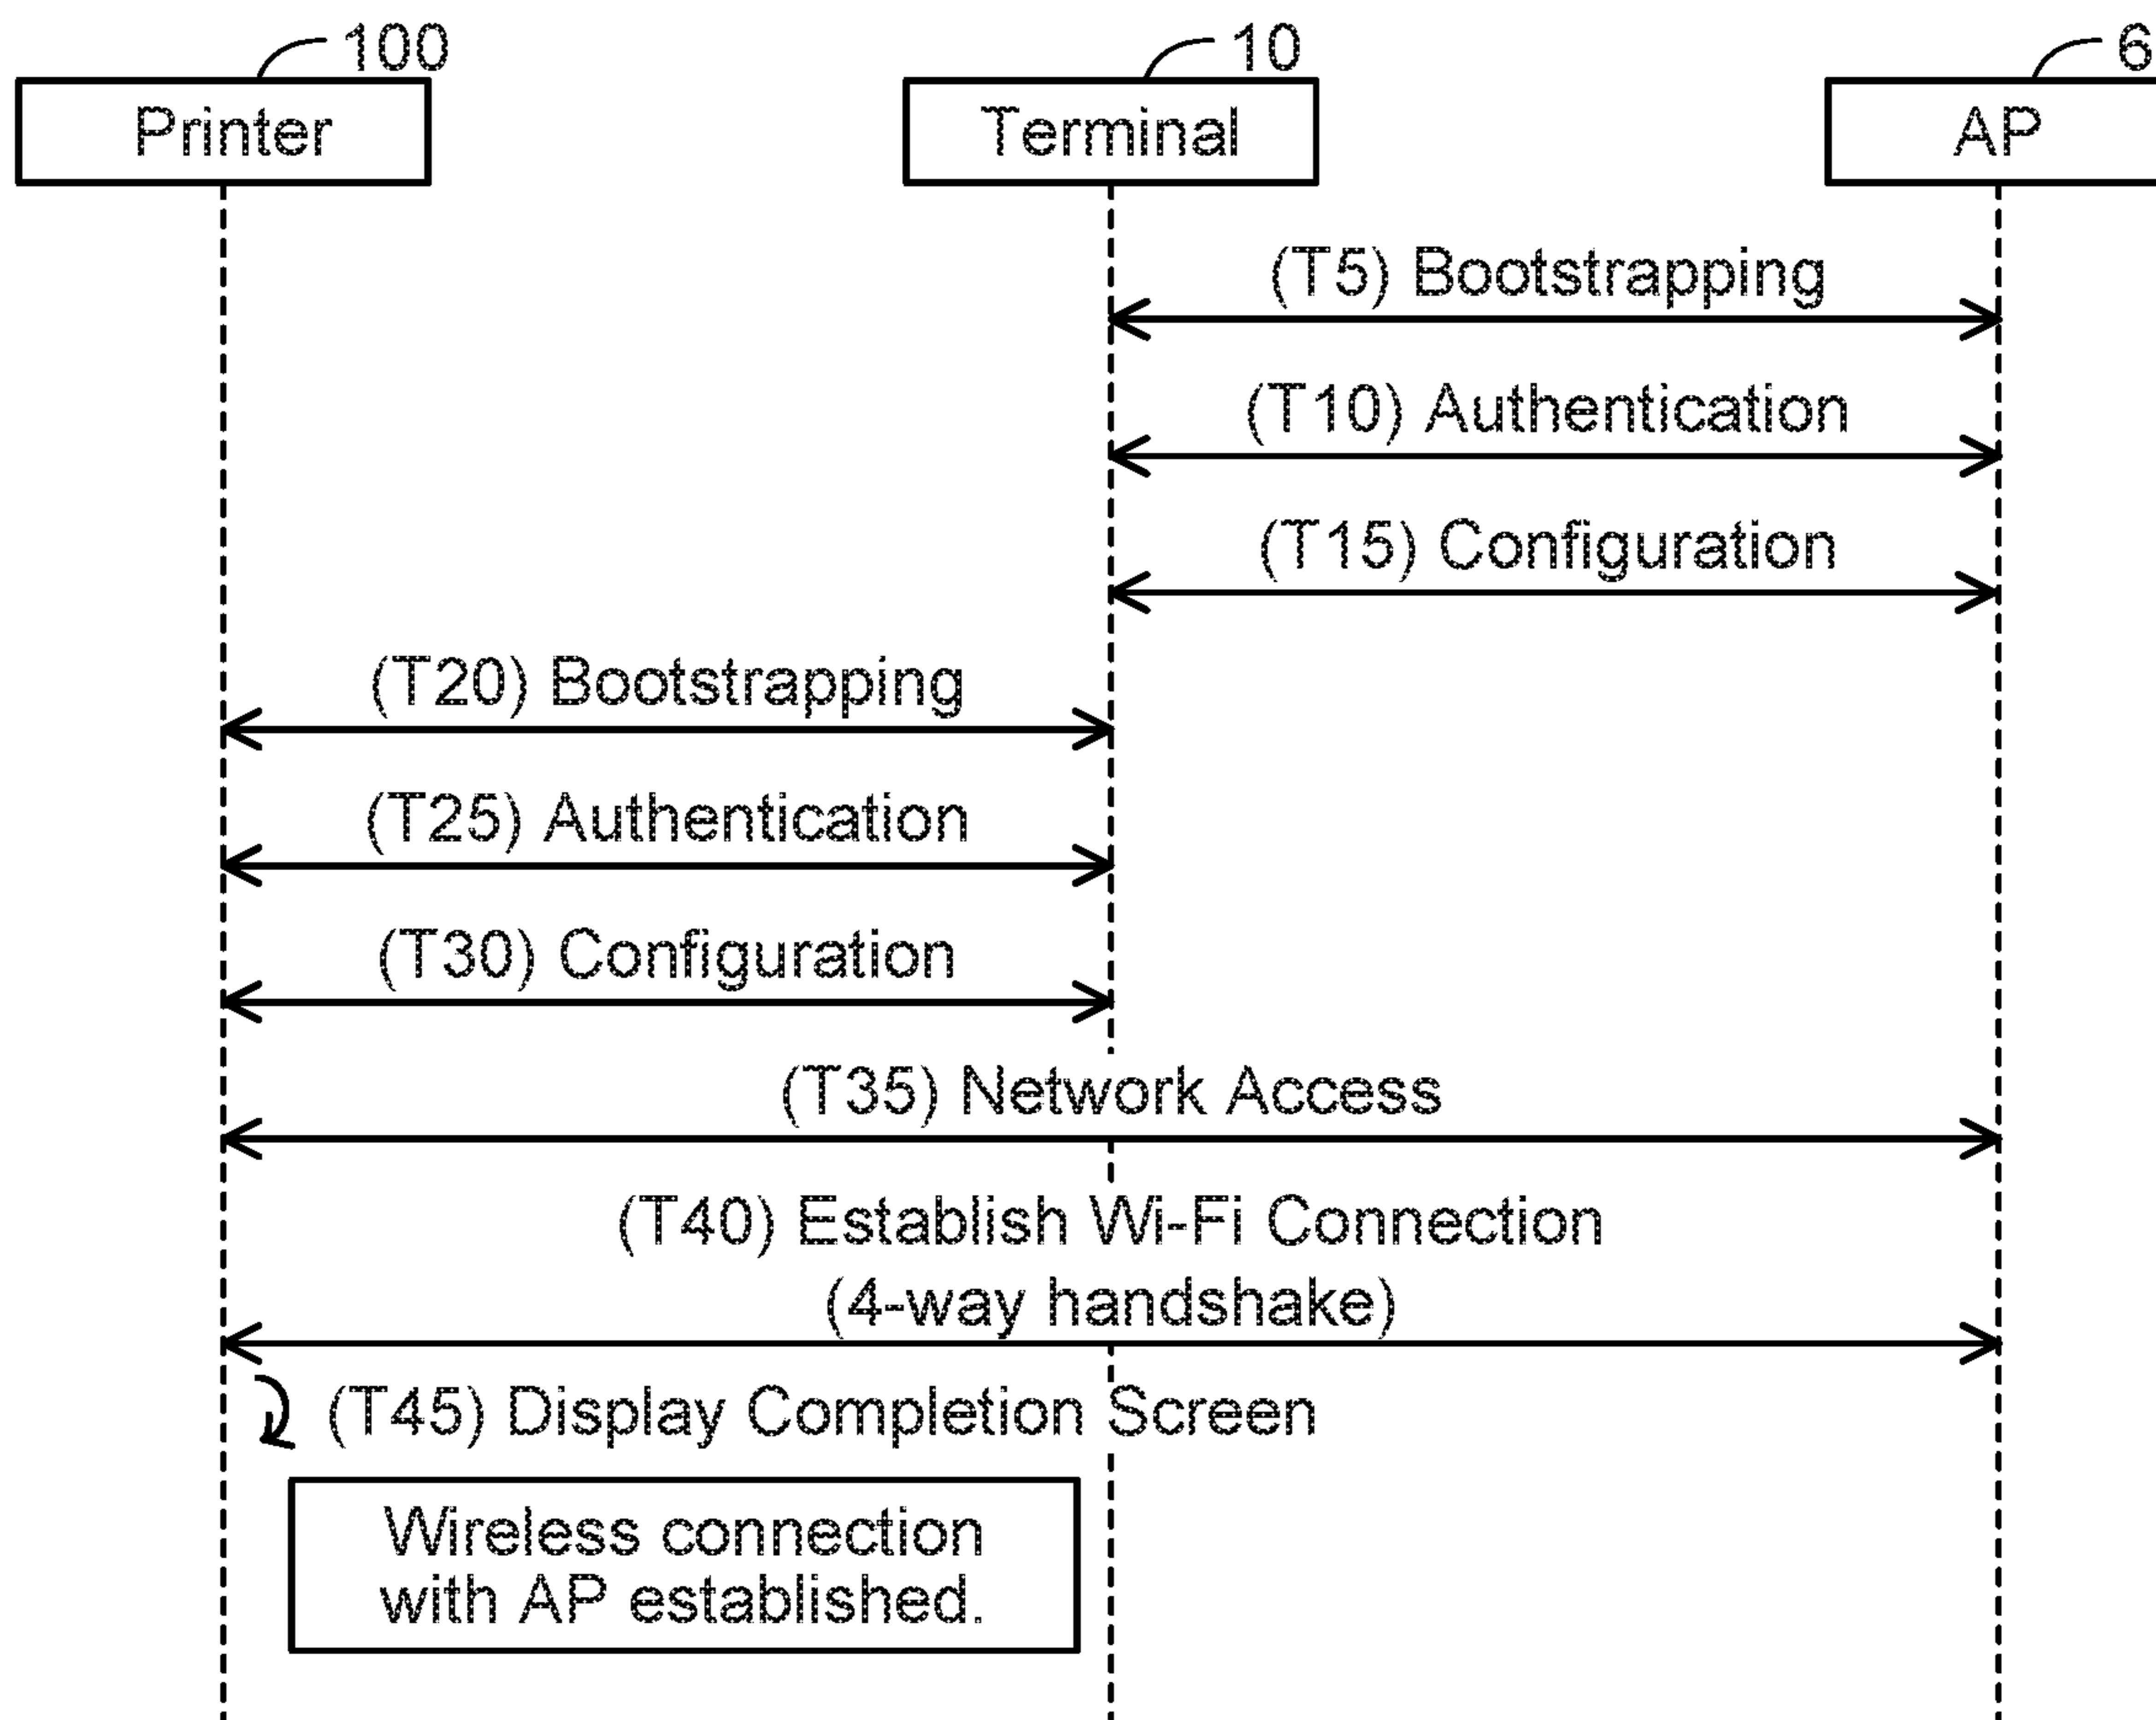 100
10
6
Printer
Terminal
AP
(T5) Bootstrapping
(T10) Authentication
(T15) Configuration
(T20) Bootstrapping
(T25) Authentication
(T30) Configuration
(T35) Network Access
(T40) Establish Wi-Fi Connection
(4-way handshake)
(T45) Display Completion Screen
Wireless connection
with AP established.